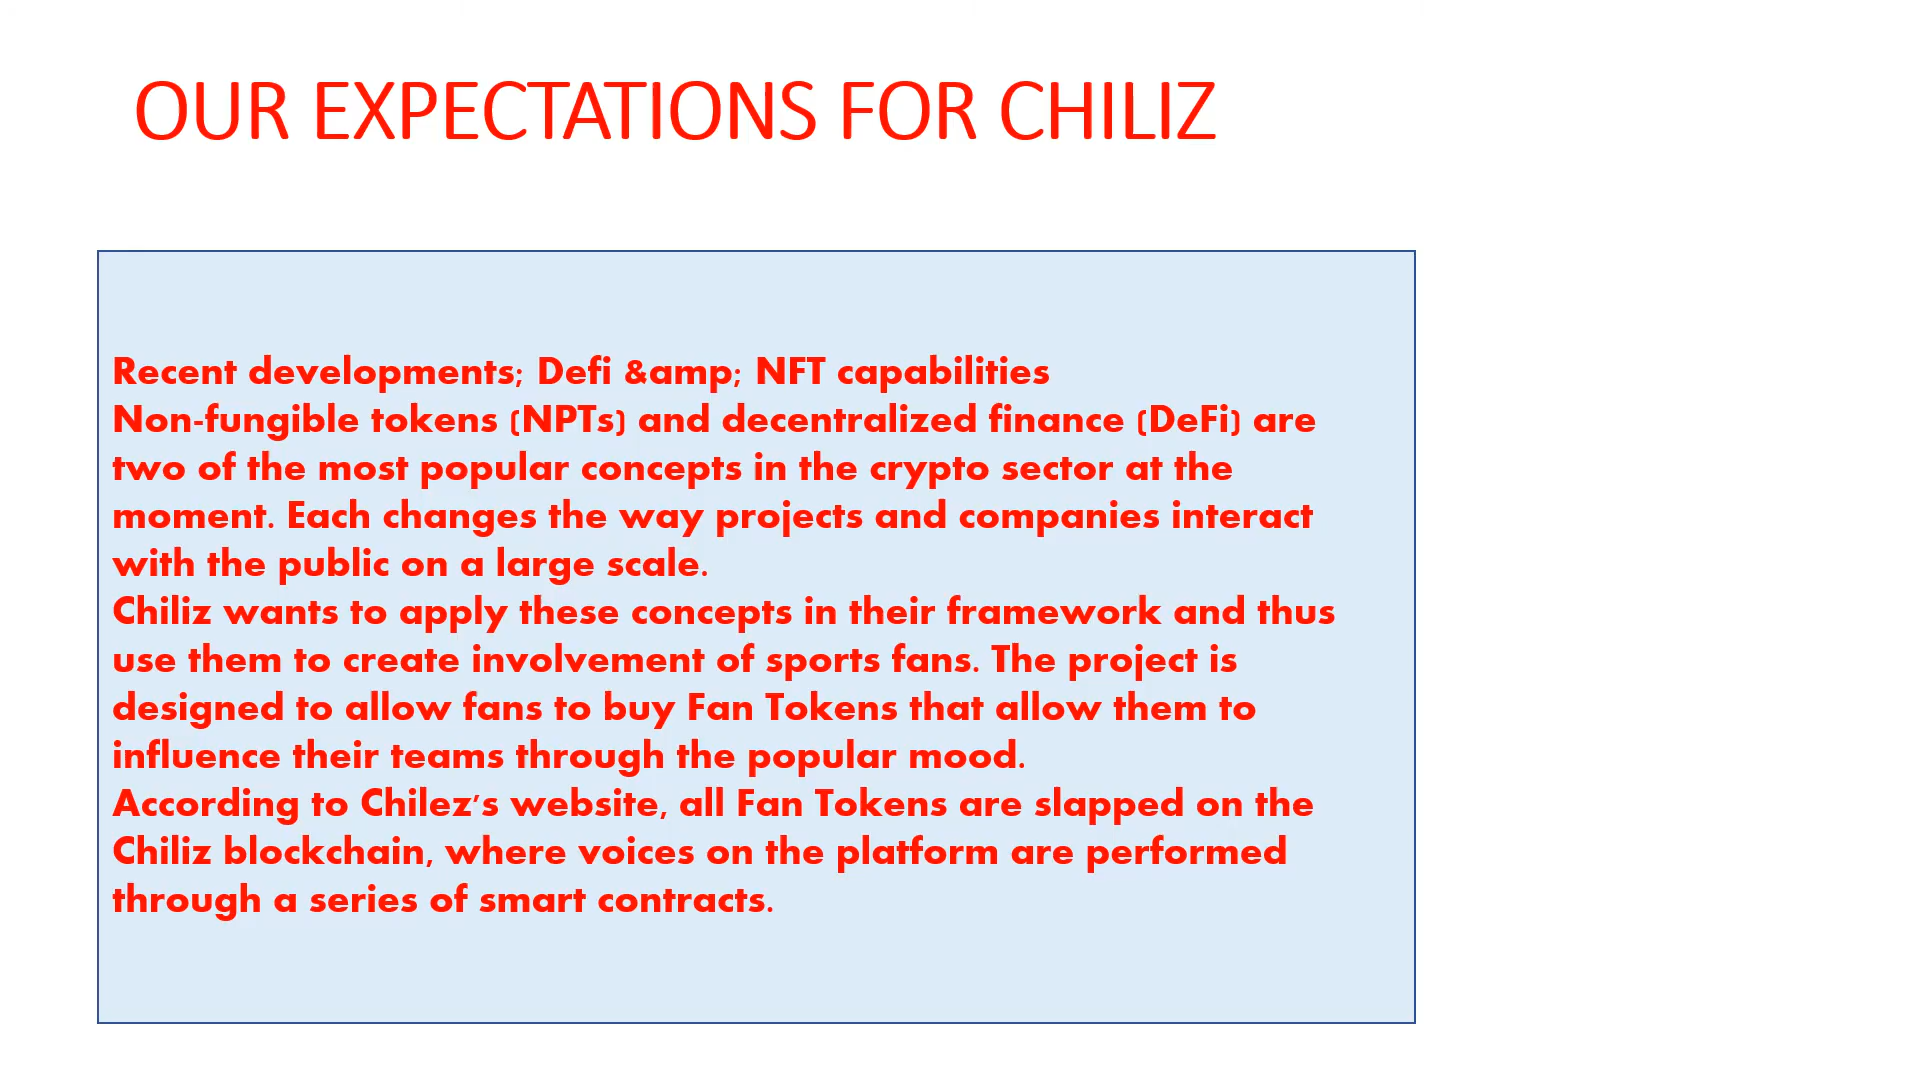 OUR EXPECTATIONS FOR CHILIZ
Recent developments; Defi &amp; NFT capabilities
Non-fungible tokens (NPTs) and decentralized finance (DeFi) are
two of the most popular concepts in the crypto sector at the
moment. Each changes the way projects and companies interact
with the public on a large scale.
Chiliz wants to apply these concepts in their framework and thus
use them to create involvement of sports fans. The project is
designed to allow fans to buy Fan Tokens that allow them to
influence their teams through the popular mood.
According to Chilez's website, all Fan Tokens are slapped on the
Chiliz blockchain, where voices on the platform are performed
through a series of smart contracts.